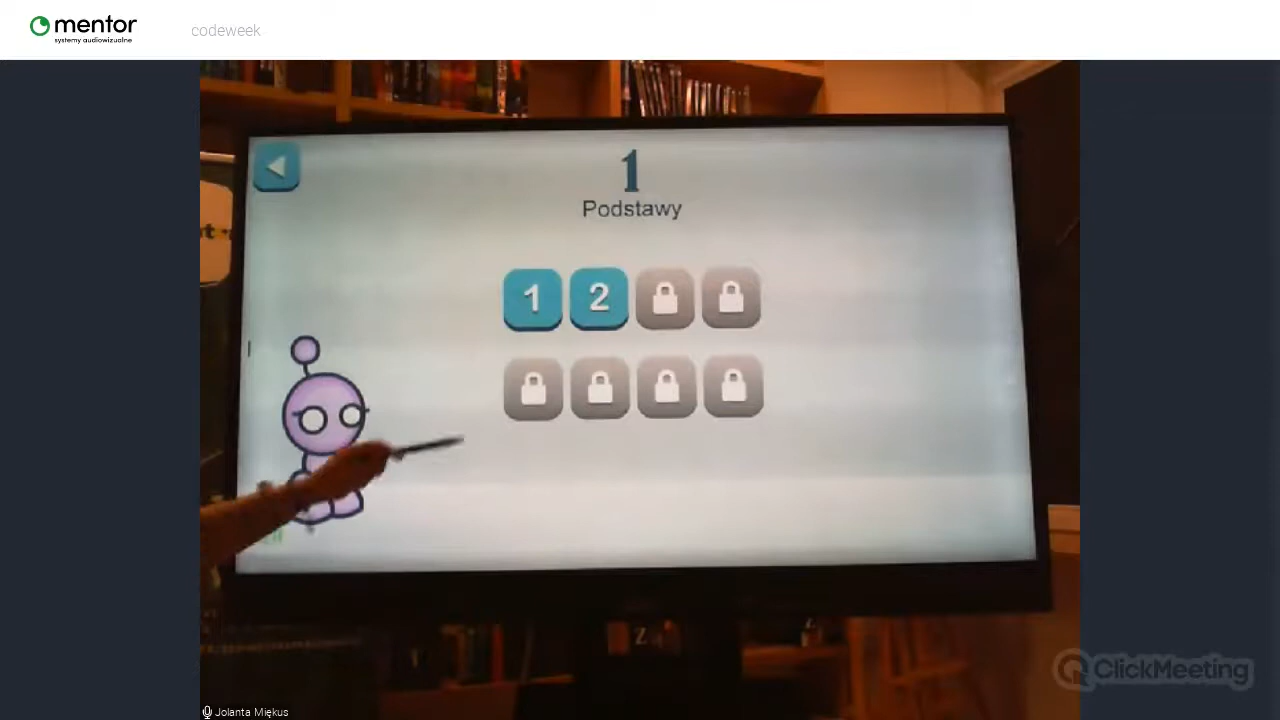 mentor
systemy audiowizualne
codeweek
1
Podstawy
1 2
Z
ClickMeeting
Jolanta Miękus